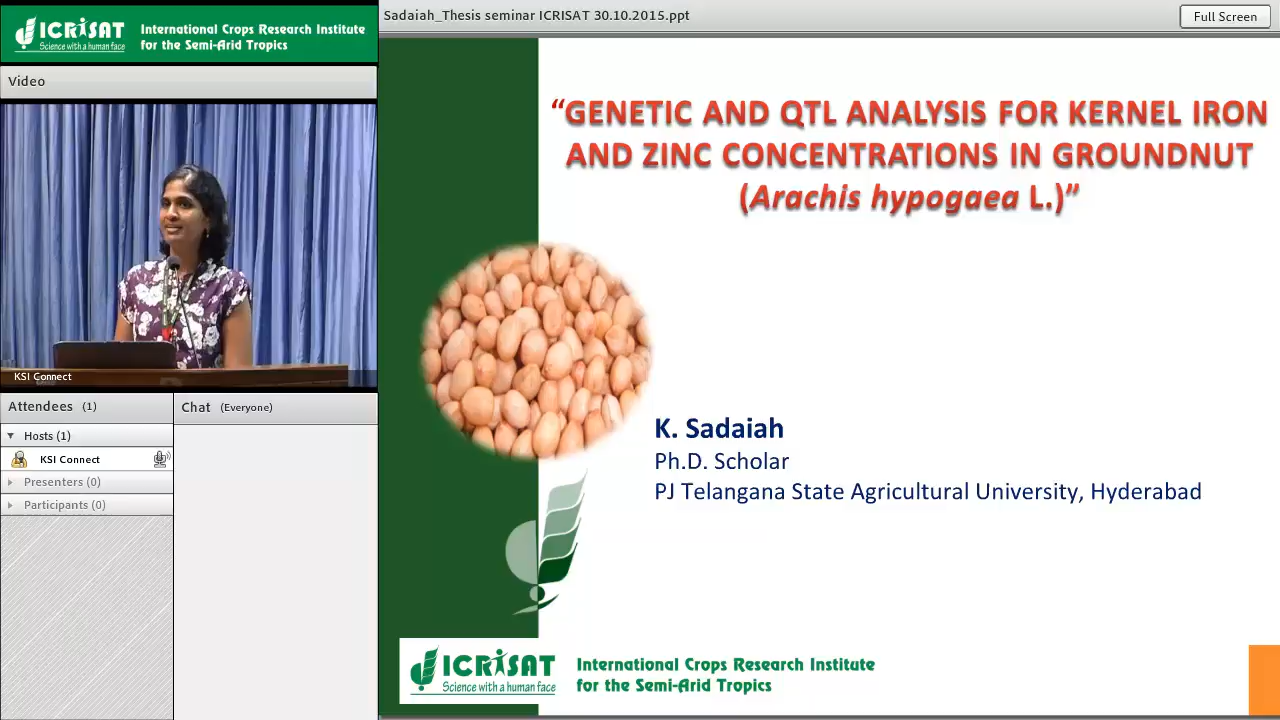 ICRISAT
Science with a human face
International Crops Research Institute
for the Semi-Arid Tropics
Sadaiah_Thesis seminar ICRISAT 30.10.2015.ppt
Full Screen
Video
KSI Connect
Attendees (1)
Hosts (1)
KSI Connect
Presenters (0)
Participants (0)
Chat (Everyone)
“GENETIC AND QTL ANALYSIS FOR KERNEL IRON
AND ZINC CONCENTRATIONS IN GROUNDNUT
(Arachis hypogaea L.)”
K. Sadaiah
Ph.D. Scholar
PJ Telangana State Agricultural University, Hyderabad
ICRISAT
Science with a human face
International Crops Research Institute
for the Semi-Arid Tropics